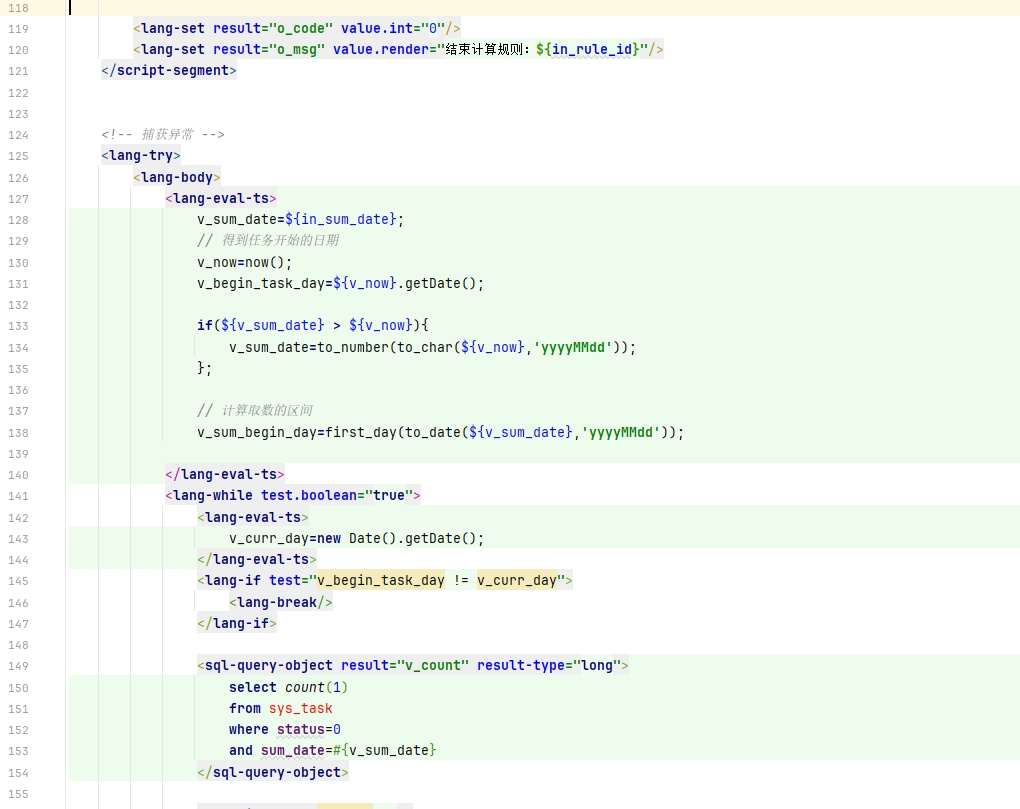 118
119 <lang-set result="o_code" value.int="0"/>
120 <lang-set result="o_msg" value.render="结束计算规则：${in_rule_id}"/>
121 </script-segment>
122
123
124 <!-- 捕获异常 -->
125 <lang-try>
126 <lang-body>
127 <lang-eval-ts>
128 v_sum_date=${in_sum_date};
129 // 得到任务开始的日期
130 v_now=now();
131 v_begin_task_day=${v_now}.getDate();
132
133 if(${v_sum_date} > ${v_now}){
134 v_sum_date=to_number(to_char(${v_now},'yyyyMMdd'));
135 };
136
137 // 计算取数的区间
138 v_sum_begin_day=first_day(to_date(${v_sum_date},'yyyyMMdd'));
139
140 </lang-eval-ts>
141 <lang-while test.boolean="true">
142 <lang-eval-ts>
143 v_curr_day=new Date().getDate();
144 </lang-eval-ts>
145 <lang-if test="v_begin_task_day != v_curr_day">
146 <lang-break/>
147 </lang-if>
148
149 <sql-query-object result="v_count" result-type="long">
150 select count(1)
151 from sys_task
152 where status=0
153 and sum_date=#{v_sum_date}
154 </sql-query-object>
155